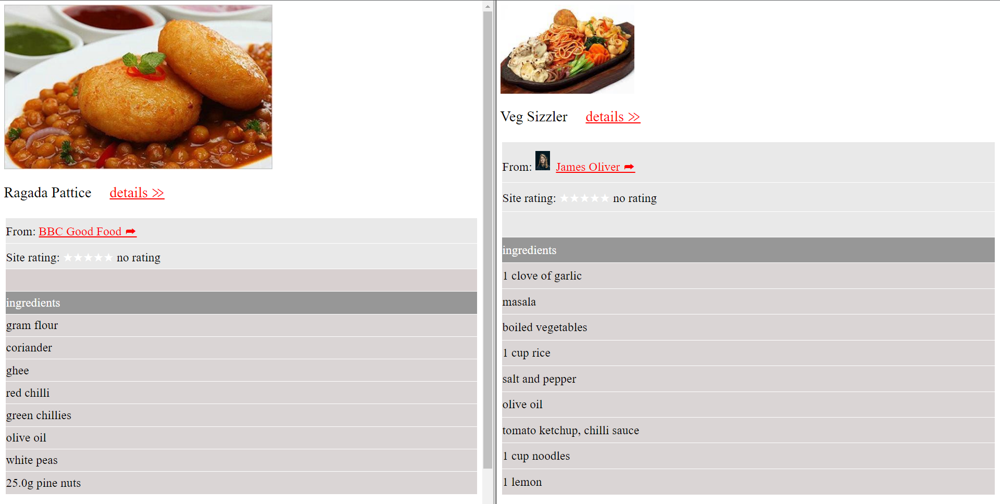 Ragada Pattice details >>
From: BBC Good Food ➦
Site rating: ★★★★★ no rating
ingredients
gram flour
coriander
ghee
red chilli
green chillies
olive oil
white peas
25.0g pine nuts
Veg Sizzler details >>
From: James Oliver ➦
Site rating: ★★★★★ no rating
ingredients
1 clove of garlic
masala
boiled vegetables
1 cup rice
salt and pepper
olive oil
tomato ketchup, chilli sauce
1 cup noodles
1 lemon